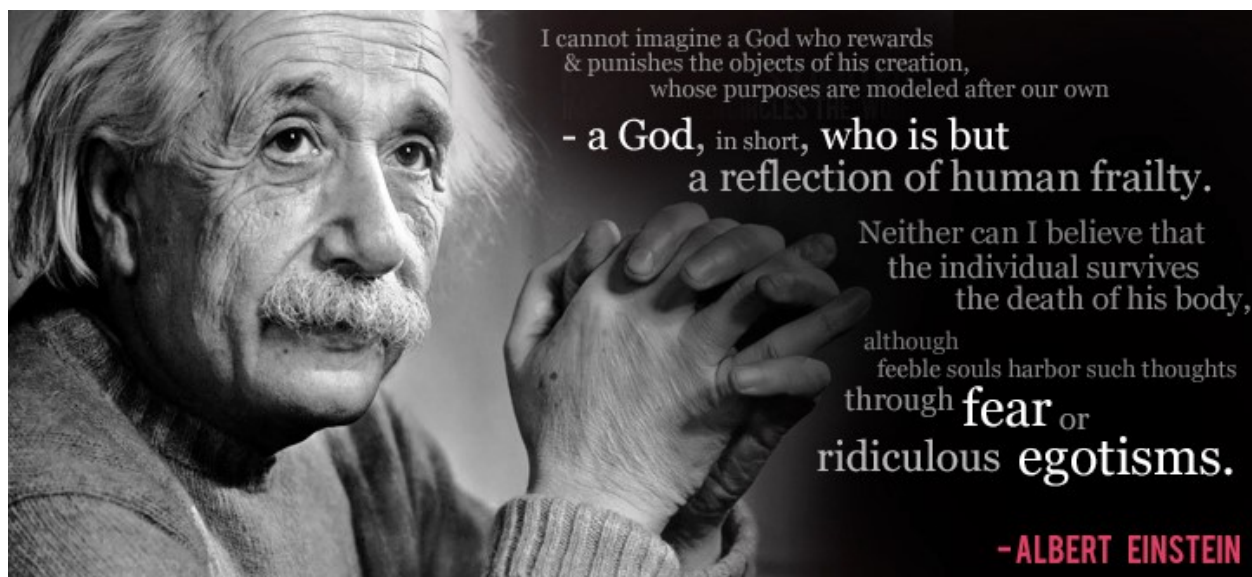 I cannot imagine a God who rewards
& punishes the objects of his creation,
whose purposes are modeled after our own
- a God, in short, who is but
a reflection of human frailty.
Neither can I believe that
the individual survives
the death of his body,
although
feeble souls harbor such thoughts
through fear or
ridiculous egotisms.
-ALBERT EINSTEIN